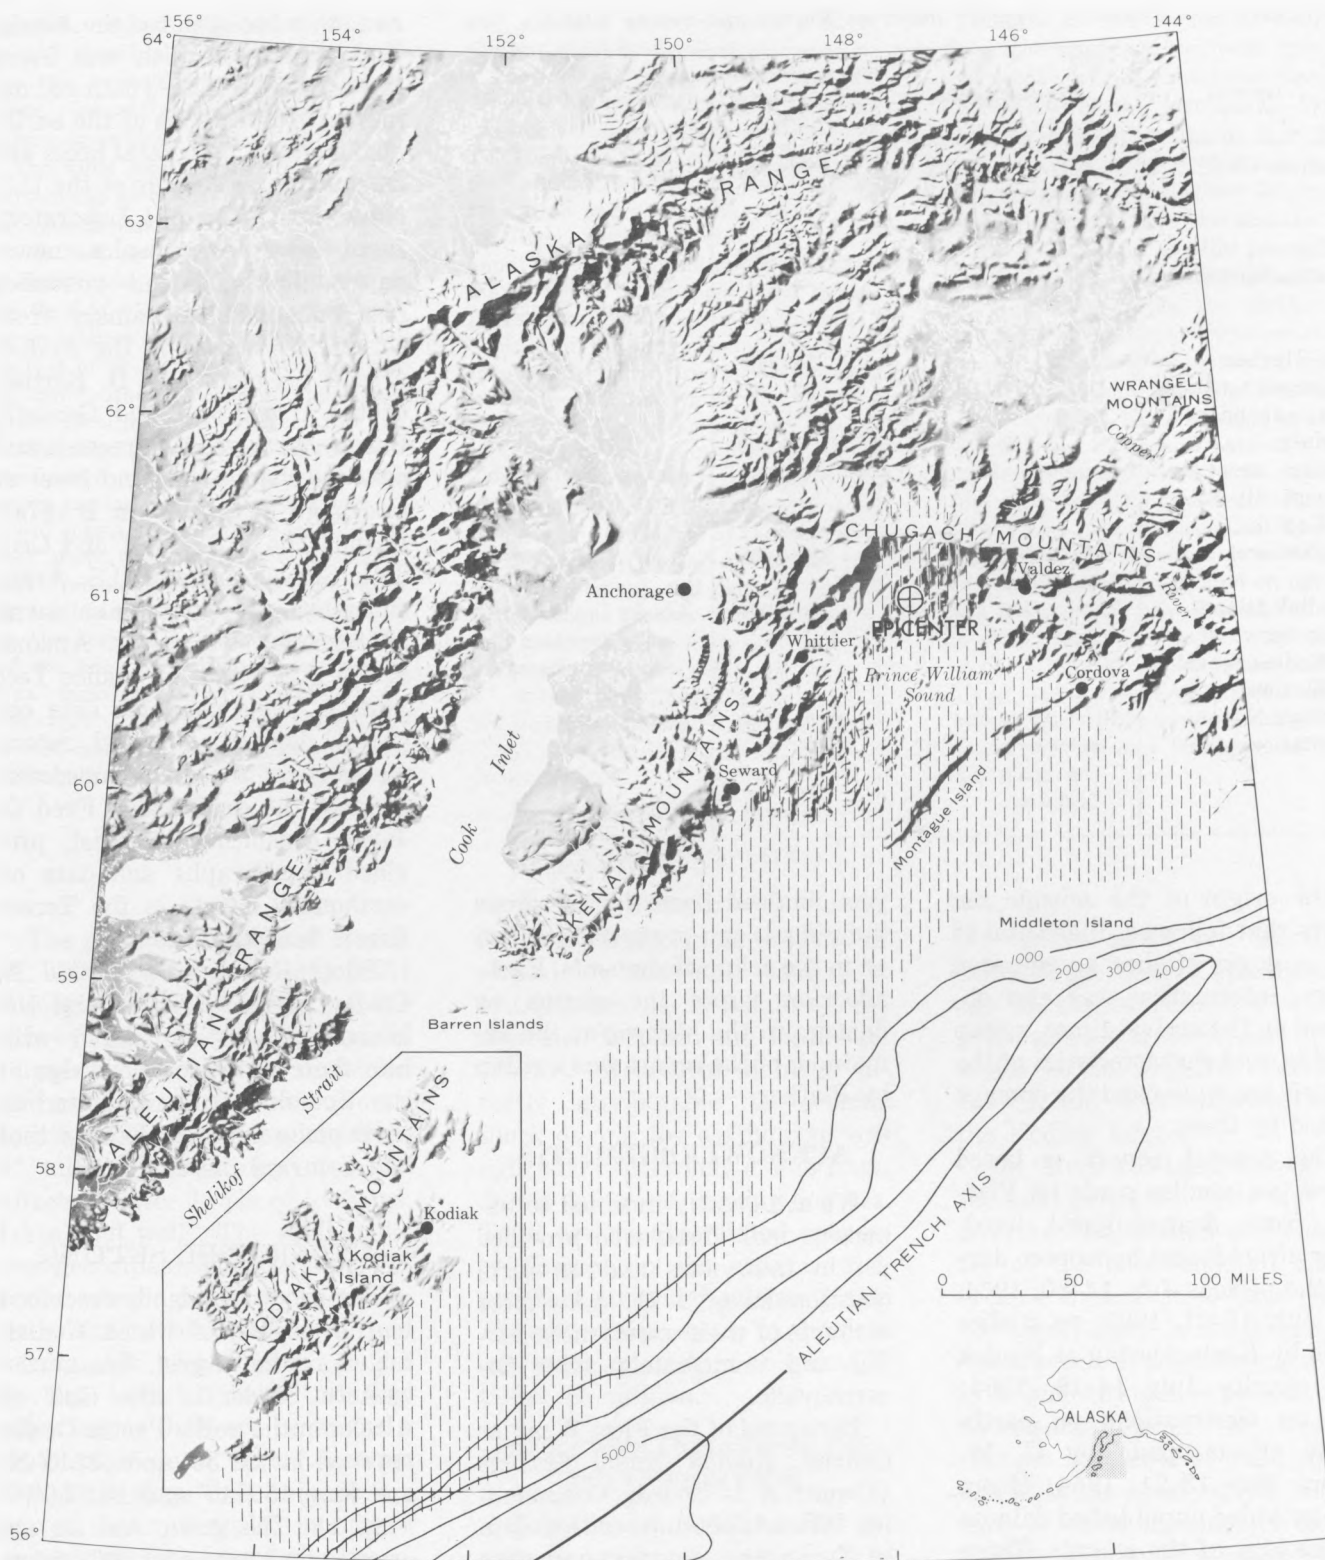 156°
64°
154°
152°
150°
148°
146°
144°
RANGE
63°
ALASKA
WRANGELL
MOUNTAINS
62°
Copper
CHUGACH MOUNTAINS
Valdez
61°
Anchorage
River
EPICENTER
Whittier
Prince William
Sound
Cordova
Inlet
Seward
60°
Montague Island
Cook
KENAI MOUNTAINS
Middleton Island
1000
2000
3000
4000
59°
ALEUTIAN RANGE
Barren Islands
Strait
58°
Shelikof
MOUNTAINS
ALEUTIAN TRENCH AXIS
Kodiak
Kodiak
Island
KODIAK
0 50 100 MILES
57°
ALASKA
5000
56°